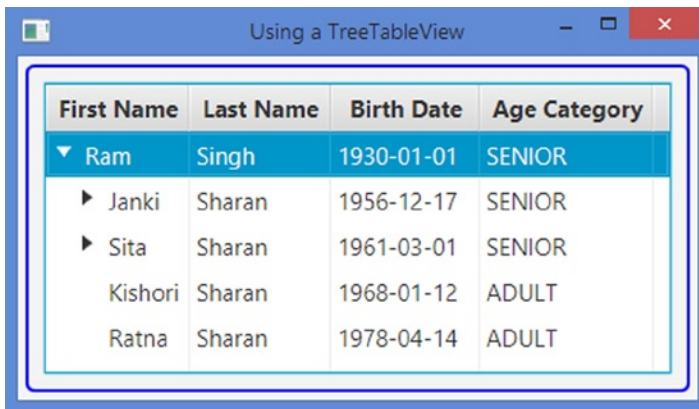 Using a TreeTableView
First Name Last Name Birth Date Age Category
Ram Singh 1930-01-01 SENIOR
Janki Sharan 1956-12-17 SENIOR
Sita Sharan 1961-03-01 SENIOR
Kishori Sharan 1968-01-12 ADULT
Ratna Sharan 1978-04-14 ADULT